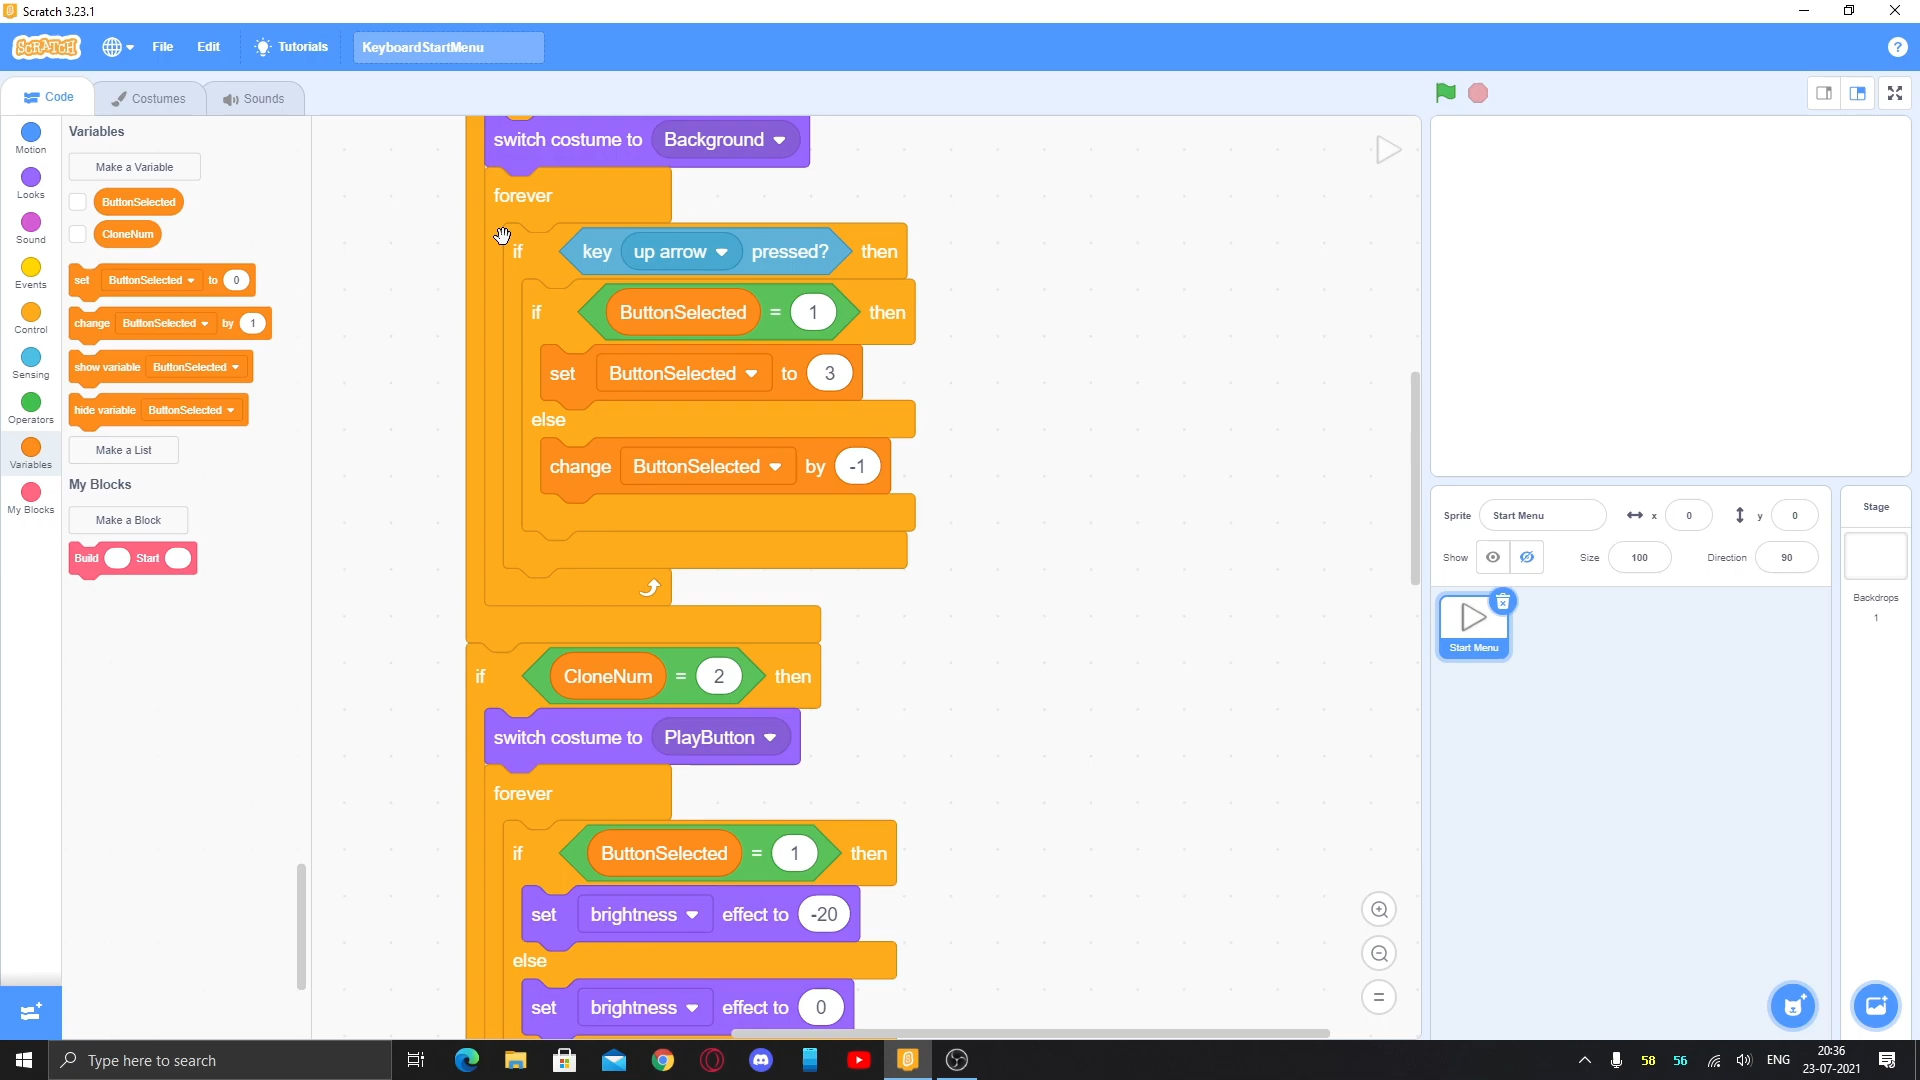 Scratch 3.23.1
SCRATCH File Edit Tutorials KeyboardStartMenu ?
Code Costumes Sounds
Motion
Looks
Sound
Events
Control
Sensing
Operators
Variables
My Blocks
Variables
Make a Variable
ButtonSelected
CloneNum
set ButtonSelected to 0
change ButtonSelected by 1
show variable ButtonSelected
hide variable ButtonSelected
Make a List
My Blocks
Make a Block
Build Start
switch costume to Background
forever
if key up arrow pressed? then
if ButtonSelected = 1 then
set ButtonSelected to 3
else
change ButtonSelected by -1
if CloneNum = 2 then
switch costume to PlayButton
forever
if ButtonSelected = 1 then
set brightness effect to -20
else
set brightness effect to 0
Sprite Start Menu x 0 y 0
Show Size 100 Direction 90
Start Menu
Stage
Backdrops
1
Type here to search
58 56 ENG 20:36
23-07-2021